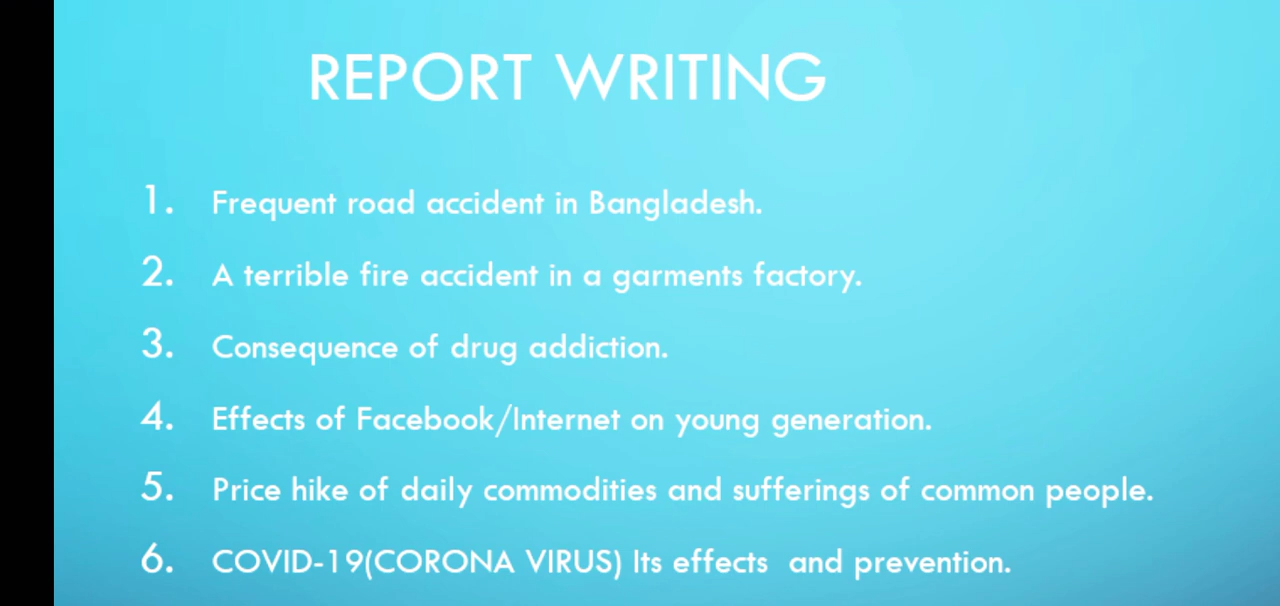 REPORT WRITING
1. Frequent road accident in Bangladesh.
2. A terrible fire accident in a garments factory.
3. Consequence of drug addiction.
4. Effects of Facebook/Internet on young generation.
5. Price hike of daily commodities and sufferings of common people.
6. COVID-19(CORONA VIRUS) Its effects  and prevention.